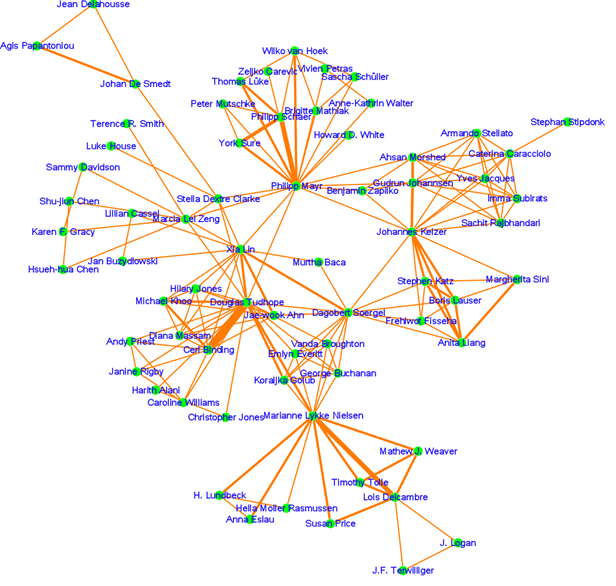 Jean Delahousse
Agis Papantoniou
Wilko van Hoek
Vivien Petras
Zeljko Carevic
Sascha Schüller
Thomas Lüke
Johan De Smedt
Peter Mutschke
Brigitte Mathiak
Anne-Kathrin Walter
Philipp Schaer
Terence R. Smith
Stephan Stipdonk
Armando Stellato
Howard D. White
York Sure
Luke House
Caterina Caracciolo
Ahsan Morshed
Sammy Davidson
Yves Jacques
Gudrun Johannsen
Philipp Mayr
Benjamin Zapilko
Stella Dextre Clarke
Imma Subirats
Shu-jiun Chen
Lillian Cassel
Marcia Lei Zeng
Sachit Rajbhandari
Karen F. Gracy
Johannes Keizer
Xia Lin
Jan Buzydlowski
Murtha Baca
Hsueh-hua Chen
Stephen Katz
Margherita Sini
Hilary Jones
Michael Khoo
Douglas Tudhope
Boris Lauser
Jae-wook Ahn
Dagobert Soergel
Frehiwot Fisseha
Diana Massam
Andy Priest
Vanda Broughton
Anita Liang
Ceri Binding
Emlyn Everitt
Janine Rigby
George Buchanan
Koraljka Golub
Harith Alani
Caroline Williams
Christopher Jones
Marianne Lykke Nielsen
Mathew J. Weaver
Timothy Tolle
H. Lundbeck
Lois Delcambre
Hella Moller Rasmussen
Anna Eslau
Susan Price
J. Logan
J.F. Terwilliger